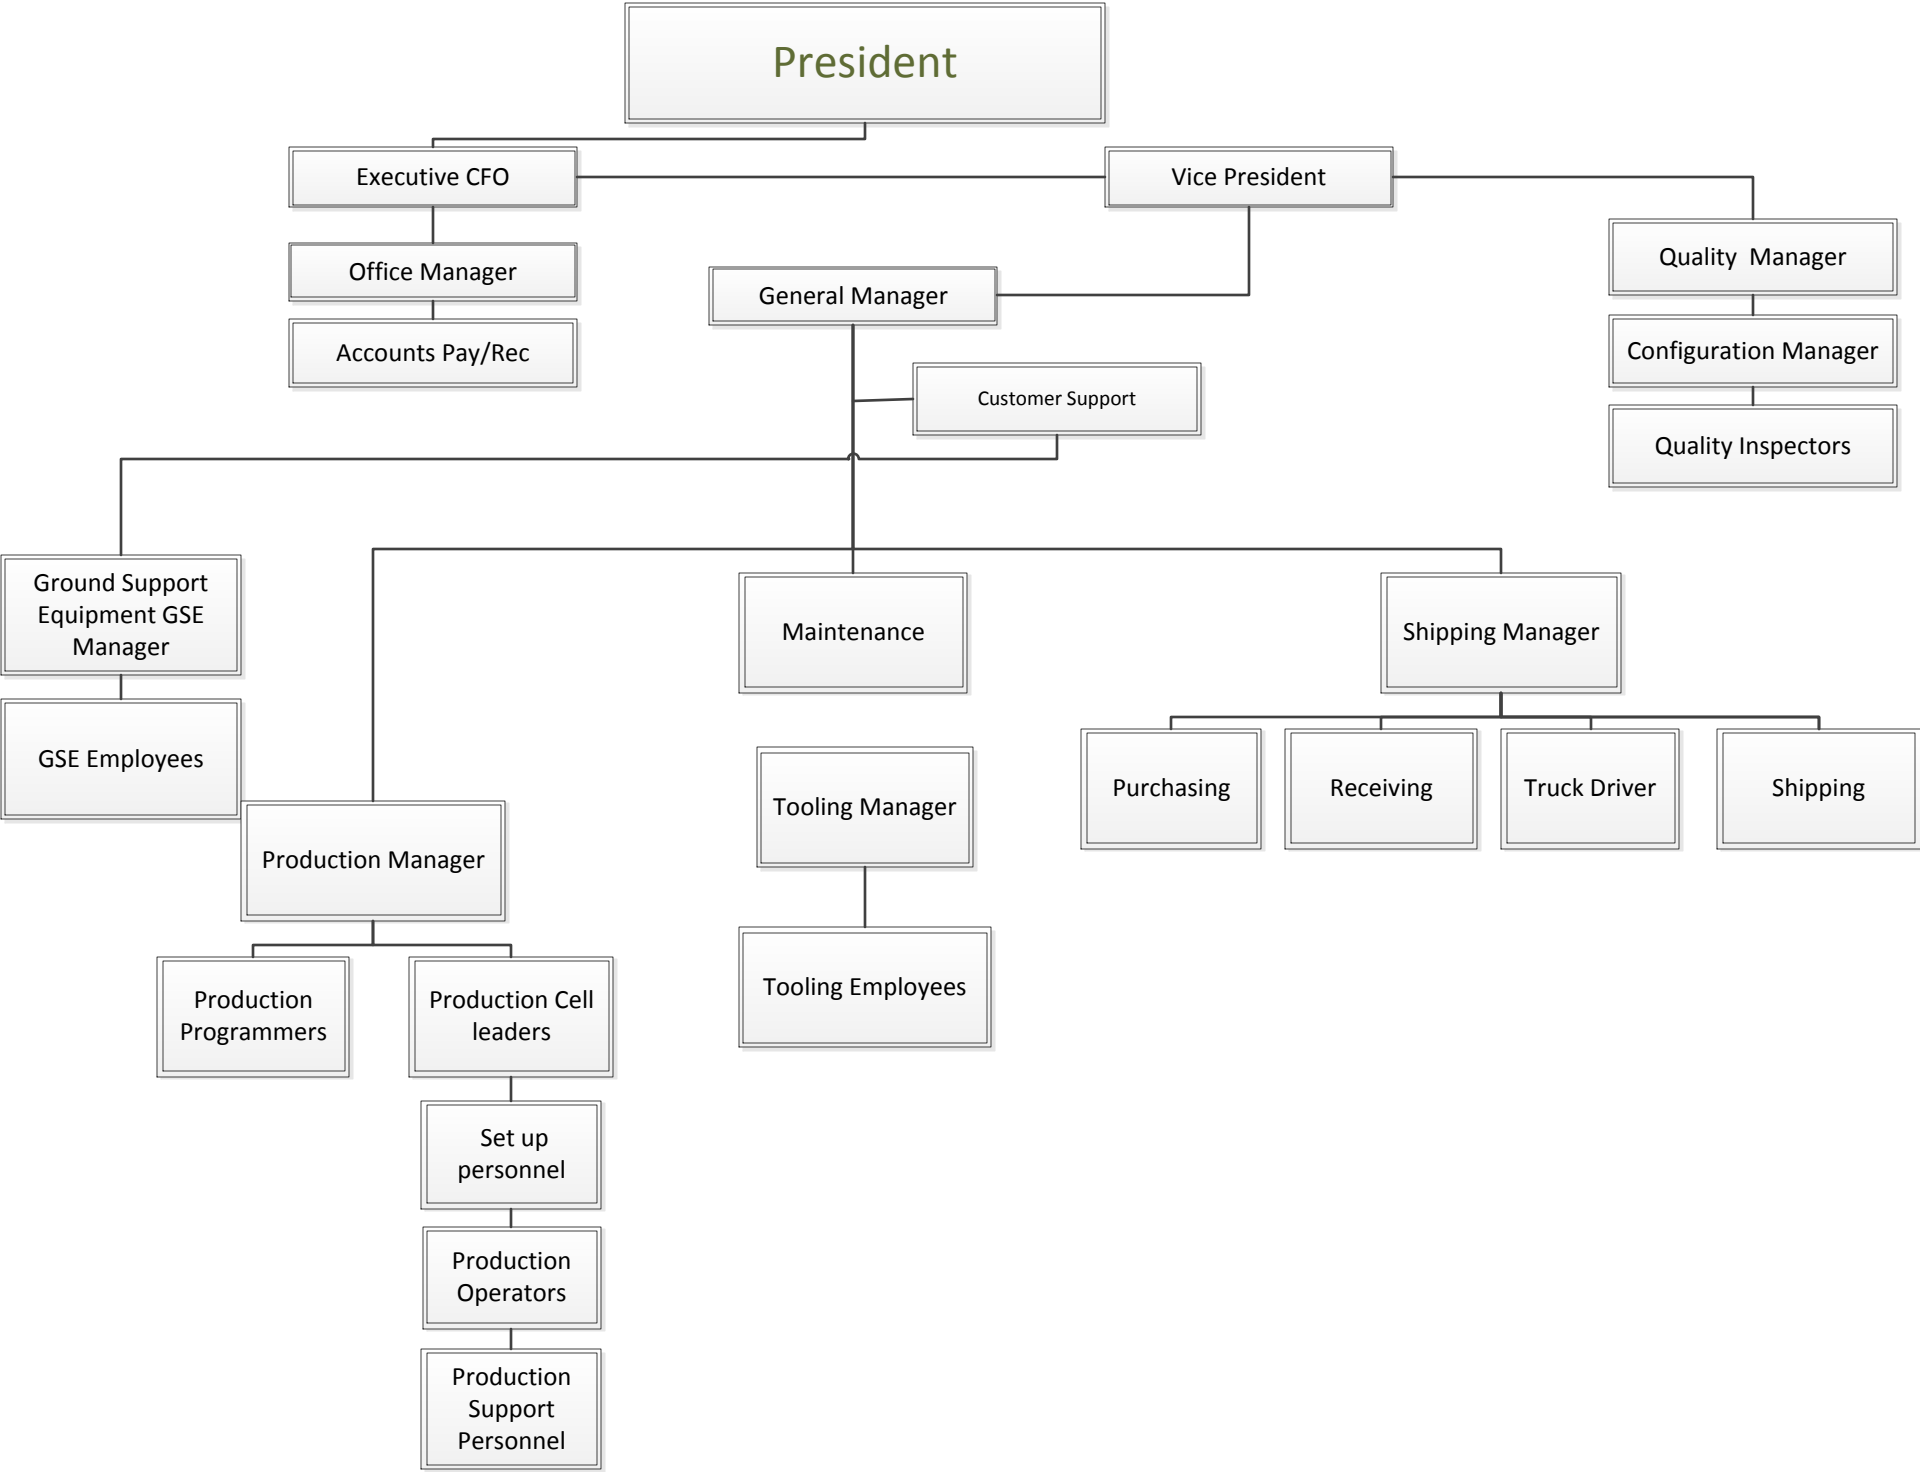 President
Executive CFO
Vice President
Quality  Manager
Office Manager
General Manager
Accounts Pay/Rec
Configuration Manager
Customer Support
Quality Inspectors
Ground Support
Equipment GSE
Manager
Maintenance
Shipping Manager
GSE Employees
Tooling Manager
Purchasing
Receiving
Truck Driver
Shipping
Production Manager
Production
Programmers
Production Cell
leaders
Tooling Employees
Set up
personnel
Production
Operators
Production
Support
Personnel